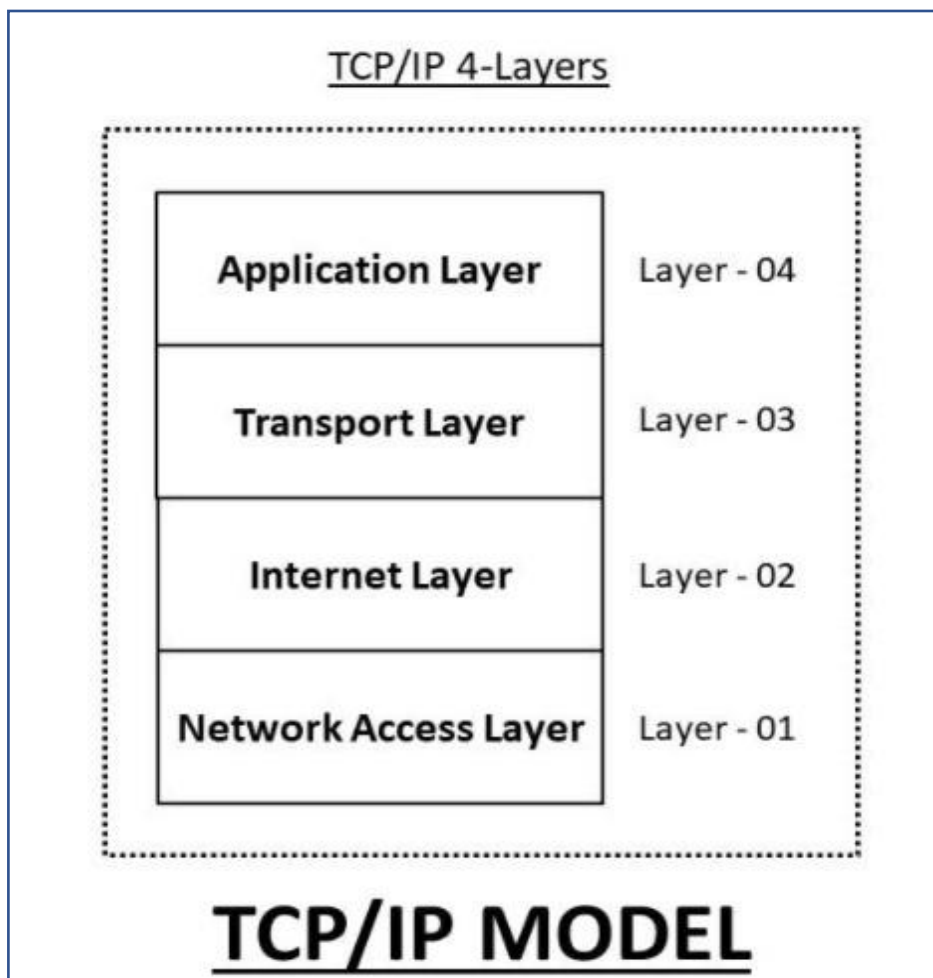 TCP/IP 4-Layers
Application Layer Layer - 04
Transport Layer Layer - 03
Internet Layer Layer - 02
Network Access Layer Layer - 01
TCP/IP MODEL